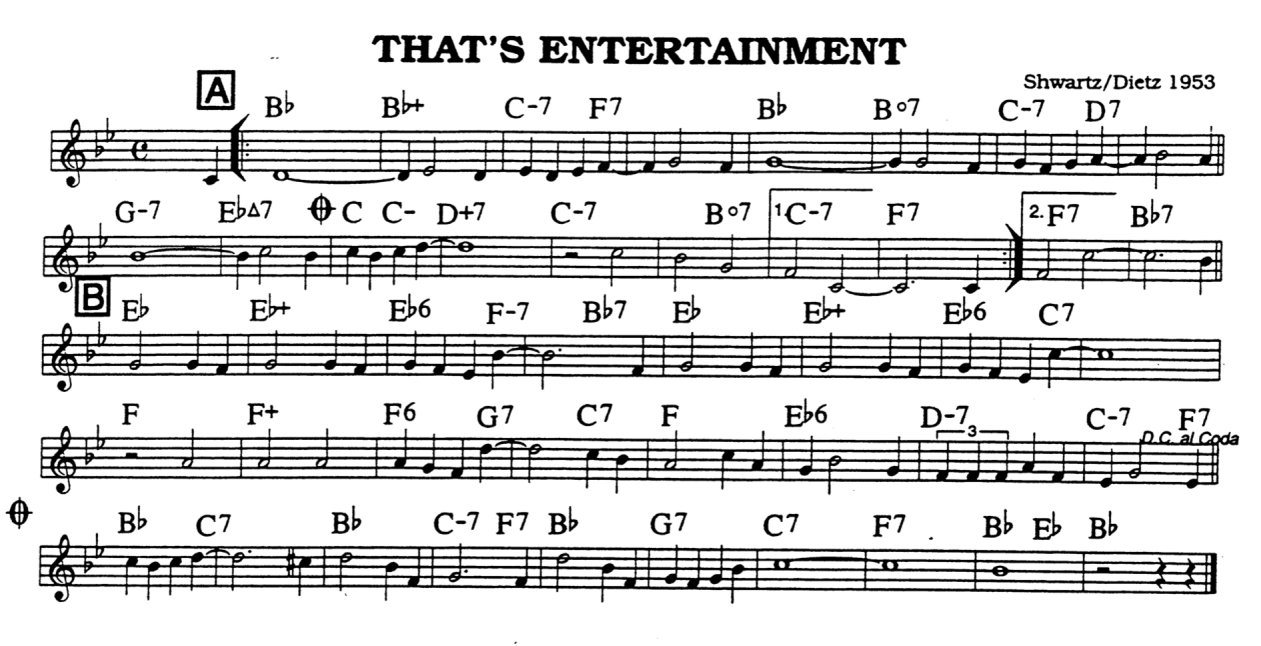 THAT'S ENTERTAINMENT
Shwartz/Dietz 1953
A
B♭ B♭+ C-7 F7 B♭ B°7 C-7 D7
G-7 E♭Δ7 C C- D+7 C-7 B°7 1. C-7 F7 2. F7 B♭7
B
E♭ E♭+ E♭6 F-7 B♭7 E♭ E♭+ E♭6 C7
F F+ F6 G7 C7 F E♭6 D-7 C-7 F7
3
D.C. al Coda
B♭ C7 B♭ C-7 F7 B♭ G7 C7 F7 B♭ E♭ B♭